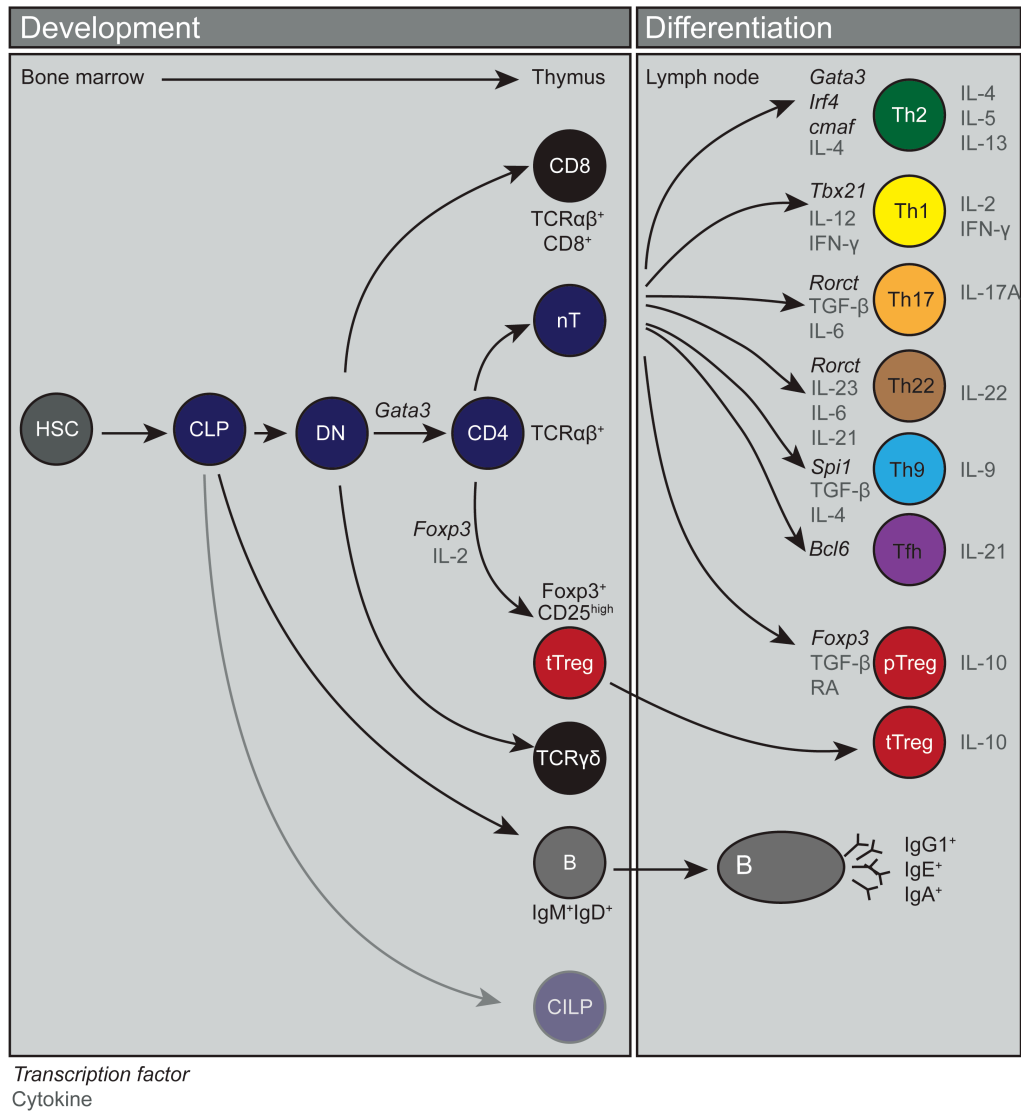 Development
Differentiation
Bone marrow
Thymus
CD8
TCRαβ⁺
CD8⁺
nT
HSC
CLP
DN
Gata3
CD4
TCRαβ⁺
Foxp3
IL-2
Foxp3⁺
CD25ʰⁱᵍʰ
tTreg
TCRγδ
B
IgM⁺IgD⁺
CILP
Lymph node
Gata3
Irf4
cmaf
IL-4
Th2
IL-4
IL-5
IL-13
Tbx21
IL-12
IFN-γ
Th1
IL-2
IFN-γ
Rorct
TGF-β
IL-6
Th17
IL-17A
Rorct
IL-23
IL-6
IL-21
Th22
IL-22
Spi1
TGF-β
IL-4
Th9
IL-9
Bcl6
Tfh
IL-21
Foxp3
TGF-β
RA
pTreg
IL-10
tTreg
IL-10
B
IgG1⁺
IgE⁺
IgA⁺
Transcription factor
Cytokine